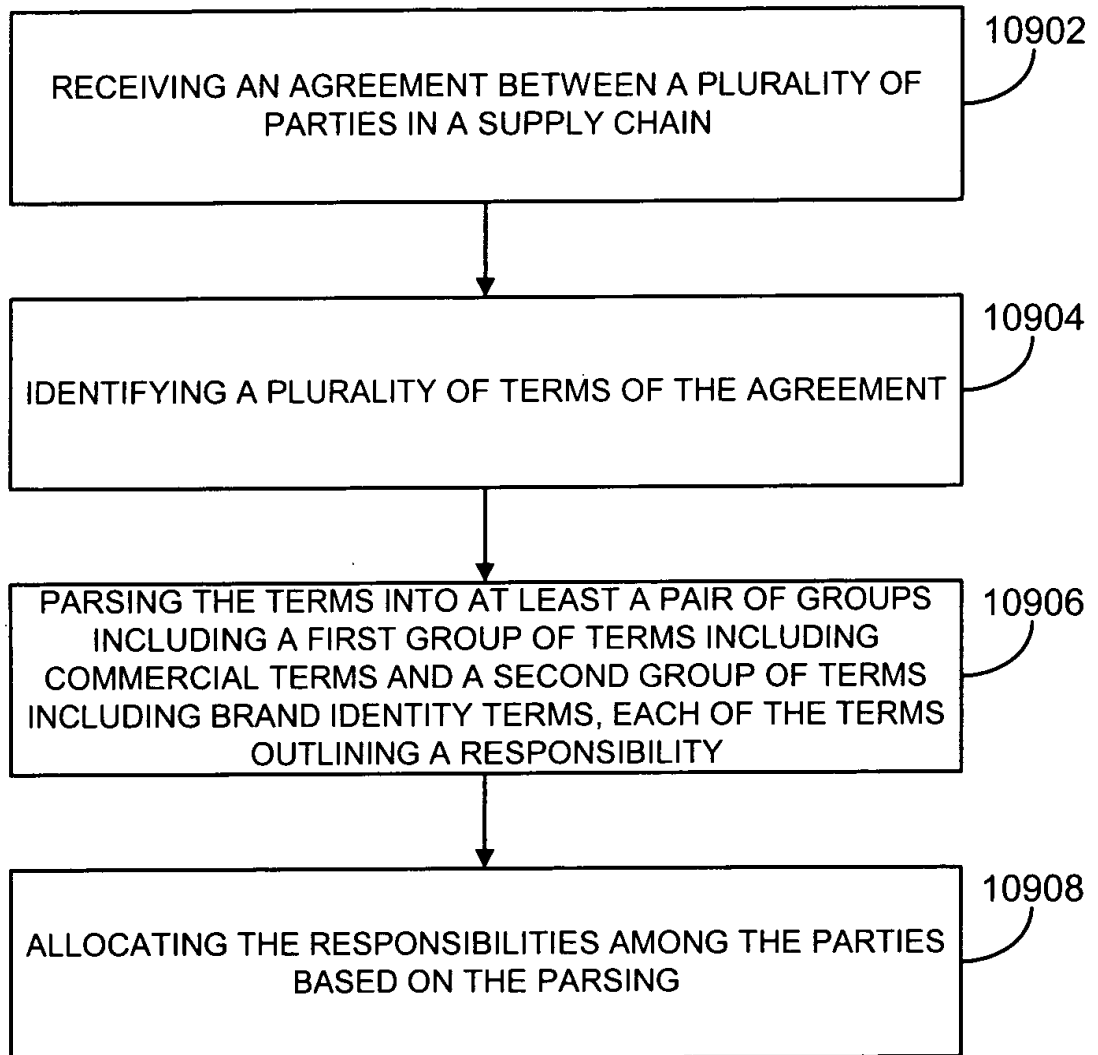 10902
RECEIVING AN AGREEMENT BETWEEN A PLURALITY OF
PARTIES IN A SUPPLY CHAIN
10904
IDENTIFYING A PLURALITY OF TERMS OF THE AGREEMENT
10906
PARSING THE TERMS INTO AT LEAST A PAIR OF GROUPS
INCLUDING A FIRST GROUP OF TERMS INCLUDING
COMMERCIAL TERMS AND A SECOND GROUP OF TERMS
INCLUDING BRAND IDENTITY TERMS, EACH OF THE TERMS
OUTLINING A RESPONSIBILITY
10908
ALLOCATING THE RESPONSIBILITIES AMONG THE PARTIES
BASED ON THE PARSING